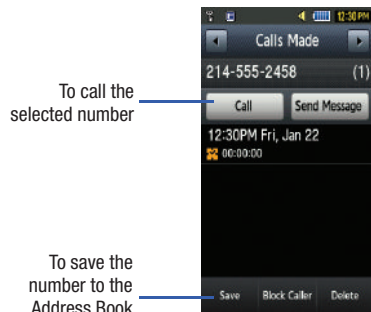 12:30 PM
Calls Made
214-555-2458 (1)
To call the
selected number
Call Send Message
12:30PM Fri, Jan 22
00:00:00
To save the
number to the
Address Book
Save Block Caller Delete